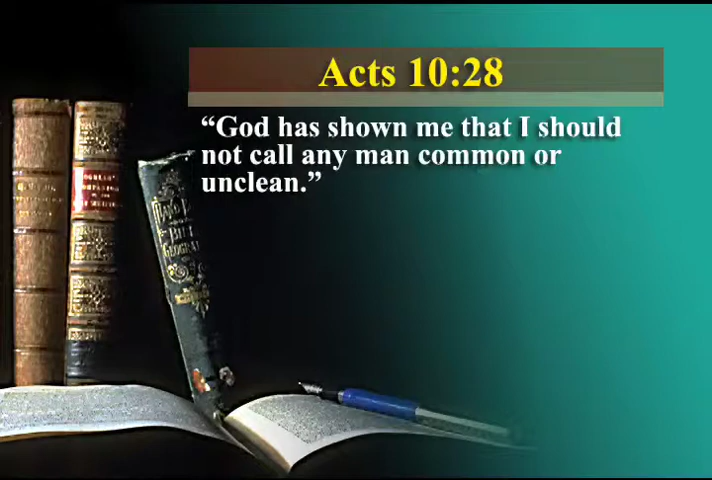 Acts 10:28
“God has shown me that I should
not call any man common or
unclean.”